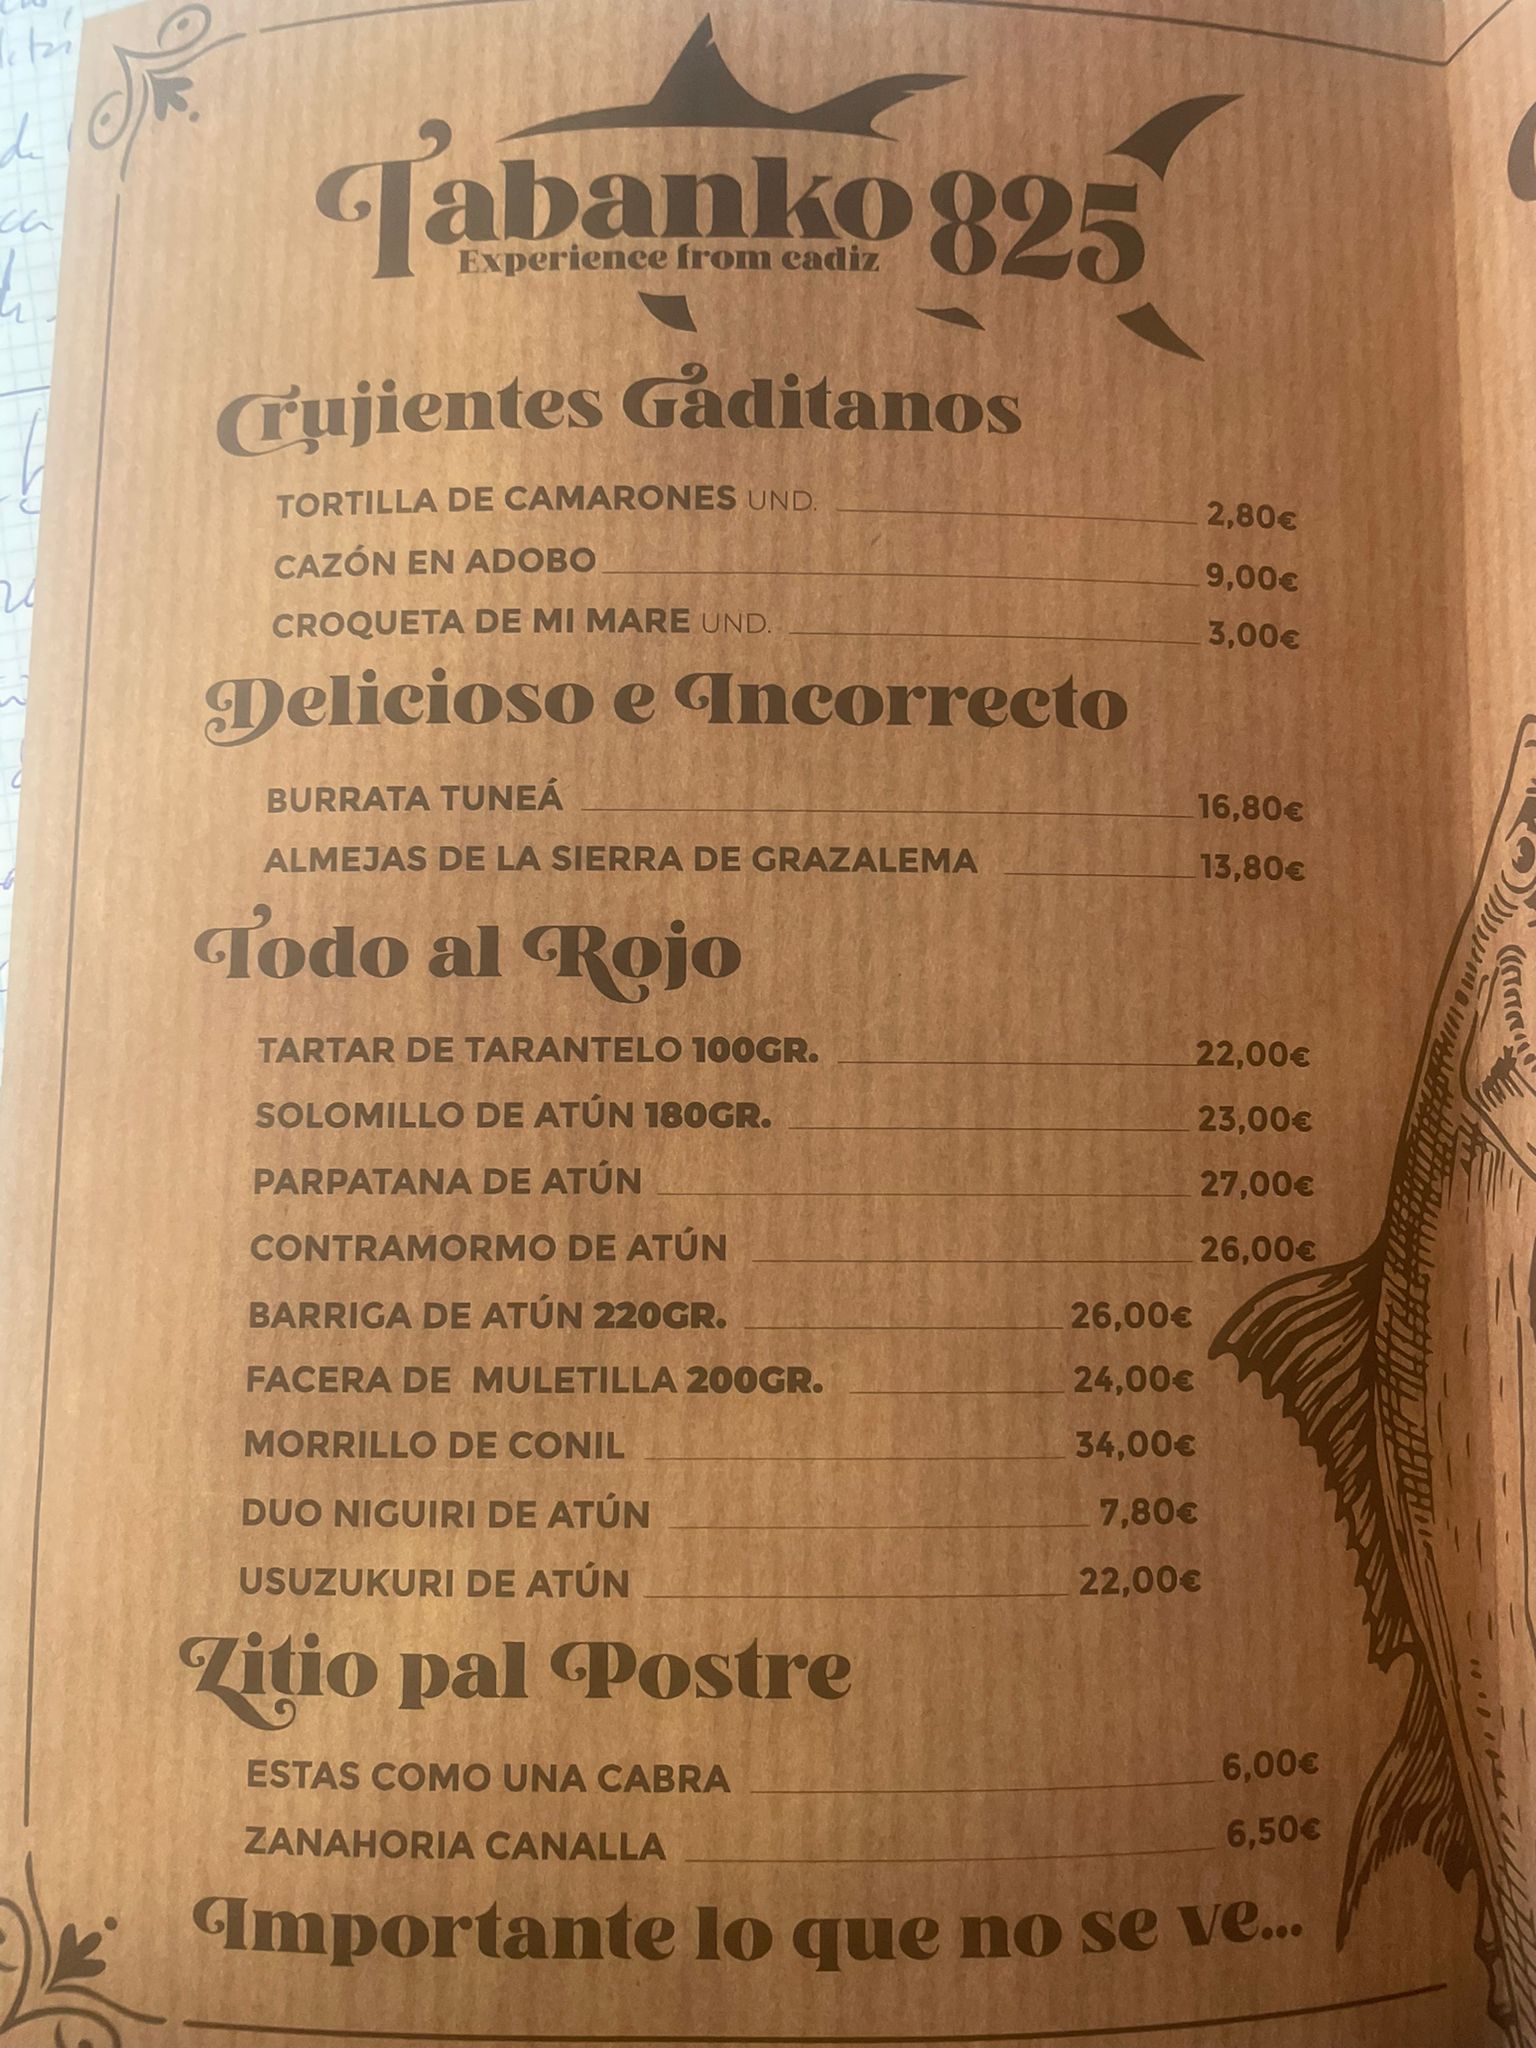 Tabanko 825
Experience from cadiz
Crujientes Gaditanos
TORTILLA DE CAMARONES UND. 2,80€
CAZÓN EN ADOBO 9,00€
CROQUETA DE MI MARE UND. 3,00€
Delicioso e Incorrecto
BURRATA TUNEÁ 16,80€
ALMEJAS DE LA SIERRA DE GRAZALEMA 13,80€
Todo al Rojo
TARTAR DE TARANTELO 100GR. 22,00€
SOLOMILLO DE ATÚN 180GR. 23,00€
PARPATANA DE ATÚN 27,00€
CONTRAMORMO DE ATÚN 26,00€
BARRIGA DE ATÚN 220GR. 26,00€
FACERA DE MULETILLA 200GR. 24,00€
MORRILLO DE CONIL 34,00€
DUO NIGUIRI DE ATÚN 7,80€
USUZUKURI DE ATÚN 22,00€
Zitio pal Postre
ESTAS COMO UNA CABRA 6,00€
ZANAHORIA CANALLA 6,50€
Importante lo que no se ve...